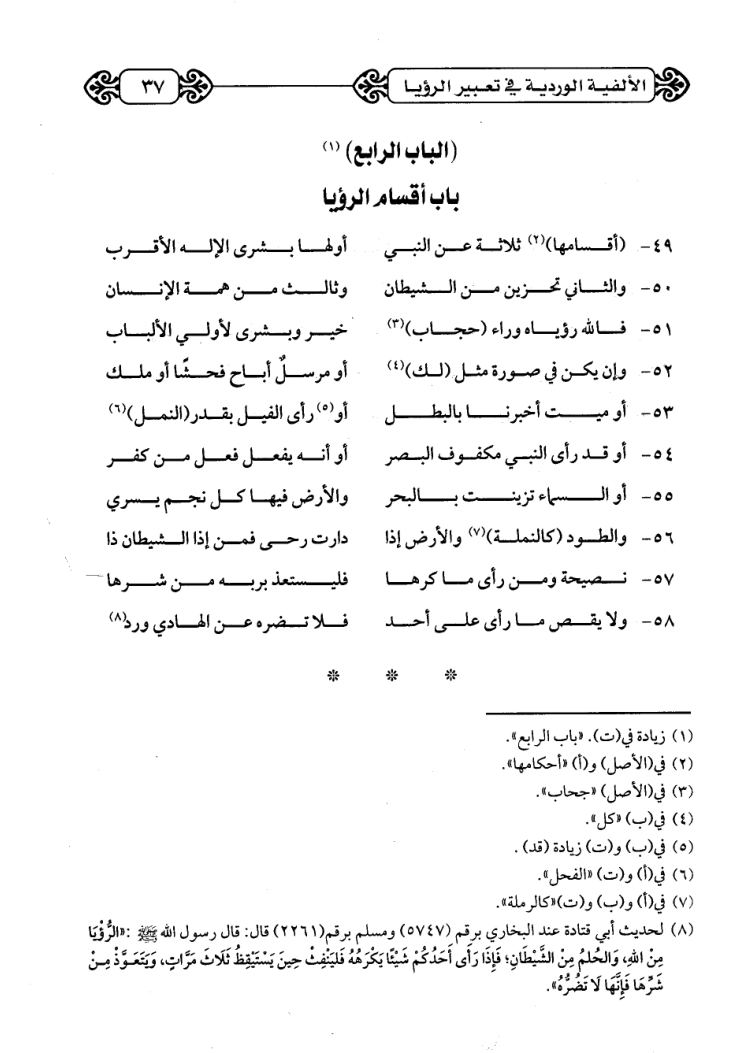 الألفية الوردية في تعبير الرؤيا ٣٧
(الباب الرابع) (١)
باب أقسام الرؤيا
٤٩- (أقسامها)(٢) ثلاثة عن النبي أولها بشرى الإله الأقرب
٥٠- والثاني تحزين من الشيطان وثالث من همة الإنسان
٥١- فالله رؤياه وراء (حجاب)(٣) خير وبشرى لأولي الألباب
٥٢- وإن يكن في صورة مثل (لك)(٤) أو مرسلٌ أباح فحشًا أو ملك
٥٣- أو ميت أخبرنا بالبطل أو(٥) رأى الفيل بقدر(النمل)(٦)
٥٤- أو قد رأى النبي مكفوف البصر أو أنه يفعل فعل من كفر
٥٥- أو السماء تزينت بالبحر والأرض فيها كل نجم يسري
٥٦- والطود (كالنملة)(٧) والأرض إذا دارت رحى فمن إذا الشيطان ذا
٥٧- نصيحة ومن رأى ما كرها فليستعذ بربه من شرها
٥٨- ولا يقص ما رأى على أحد فلا تضره عن الهادي ورد(٨)
(١) زيادة في(ت). «باب الرابع».
(٢) في(الأصل) و(أ) «أحكامها».
(٣) في(الأصل) «جحاب».
(٤) في(ب) «كل».
(٥) في(ب) و(ت) زيادة (قد) .
(٦) في(أ) و(ت) «الفحل».
(٧) في(أ) و(ب) و(ت)«كالرملة».
(٨) لحديث أبي قتادة عند البخاري برقم (٥٧٤٧) ومسلم برقم(٢٢٦١) قال: قال رسول الله ﷺ :«الرُّؤْيَا
مِنْ اللهِ، وَالحُلمُ مِنْ الشَّيْطَانِ؛ فَإِذَا رَأَى أَحَدُكُمْ شَيْئًا يَكْرَهُهُ فَليَنْفِثْ حِينَ يَسْتَيْقِظُ ثَلَاثَ مَرَّاتٍ، وَيَتَعَوَّذْ مِنْ
شَرِّهَا فَإِنَّهَا لَا تَضُرُّهُ».